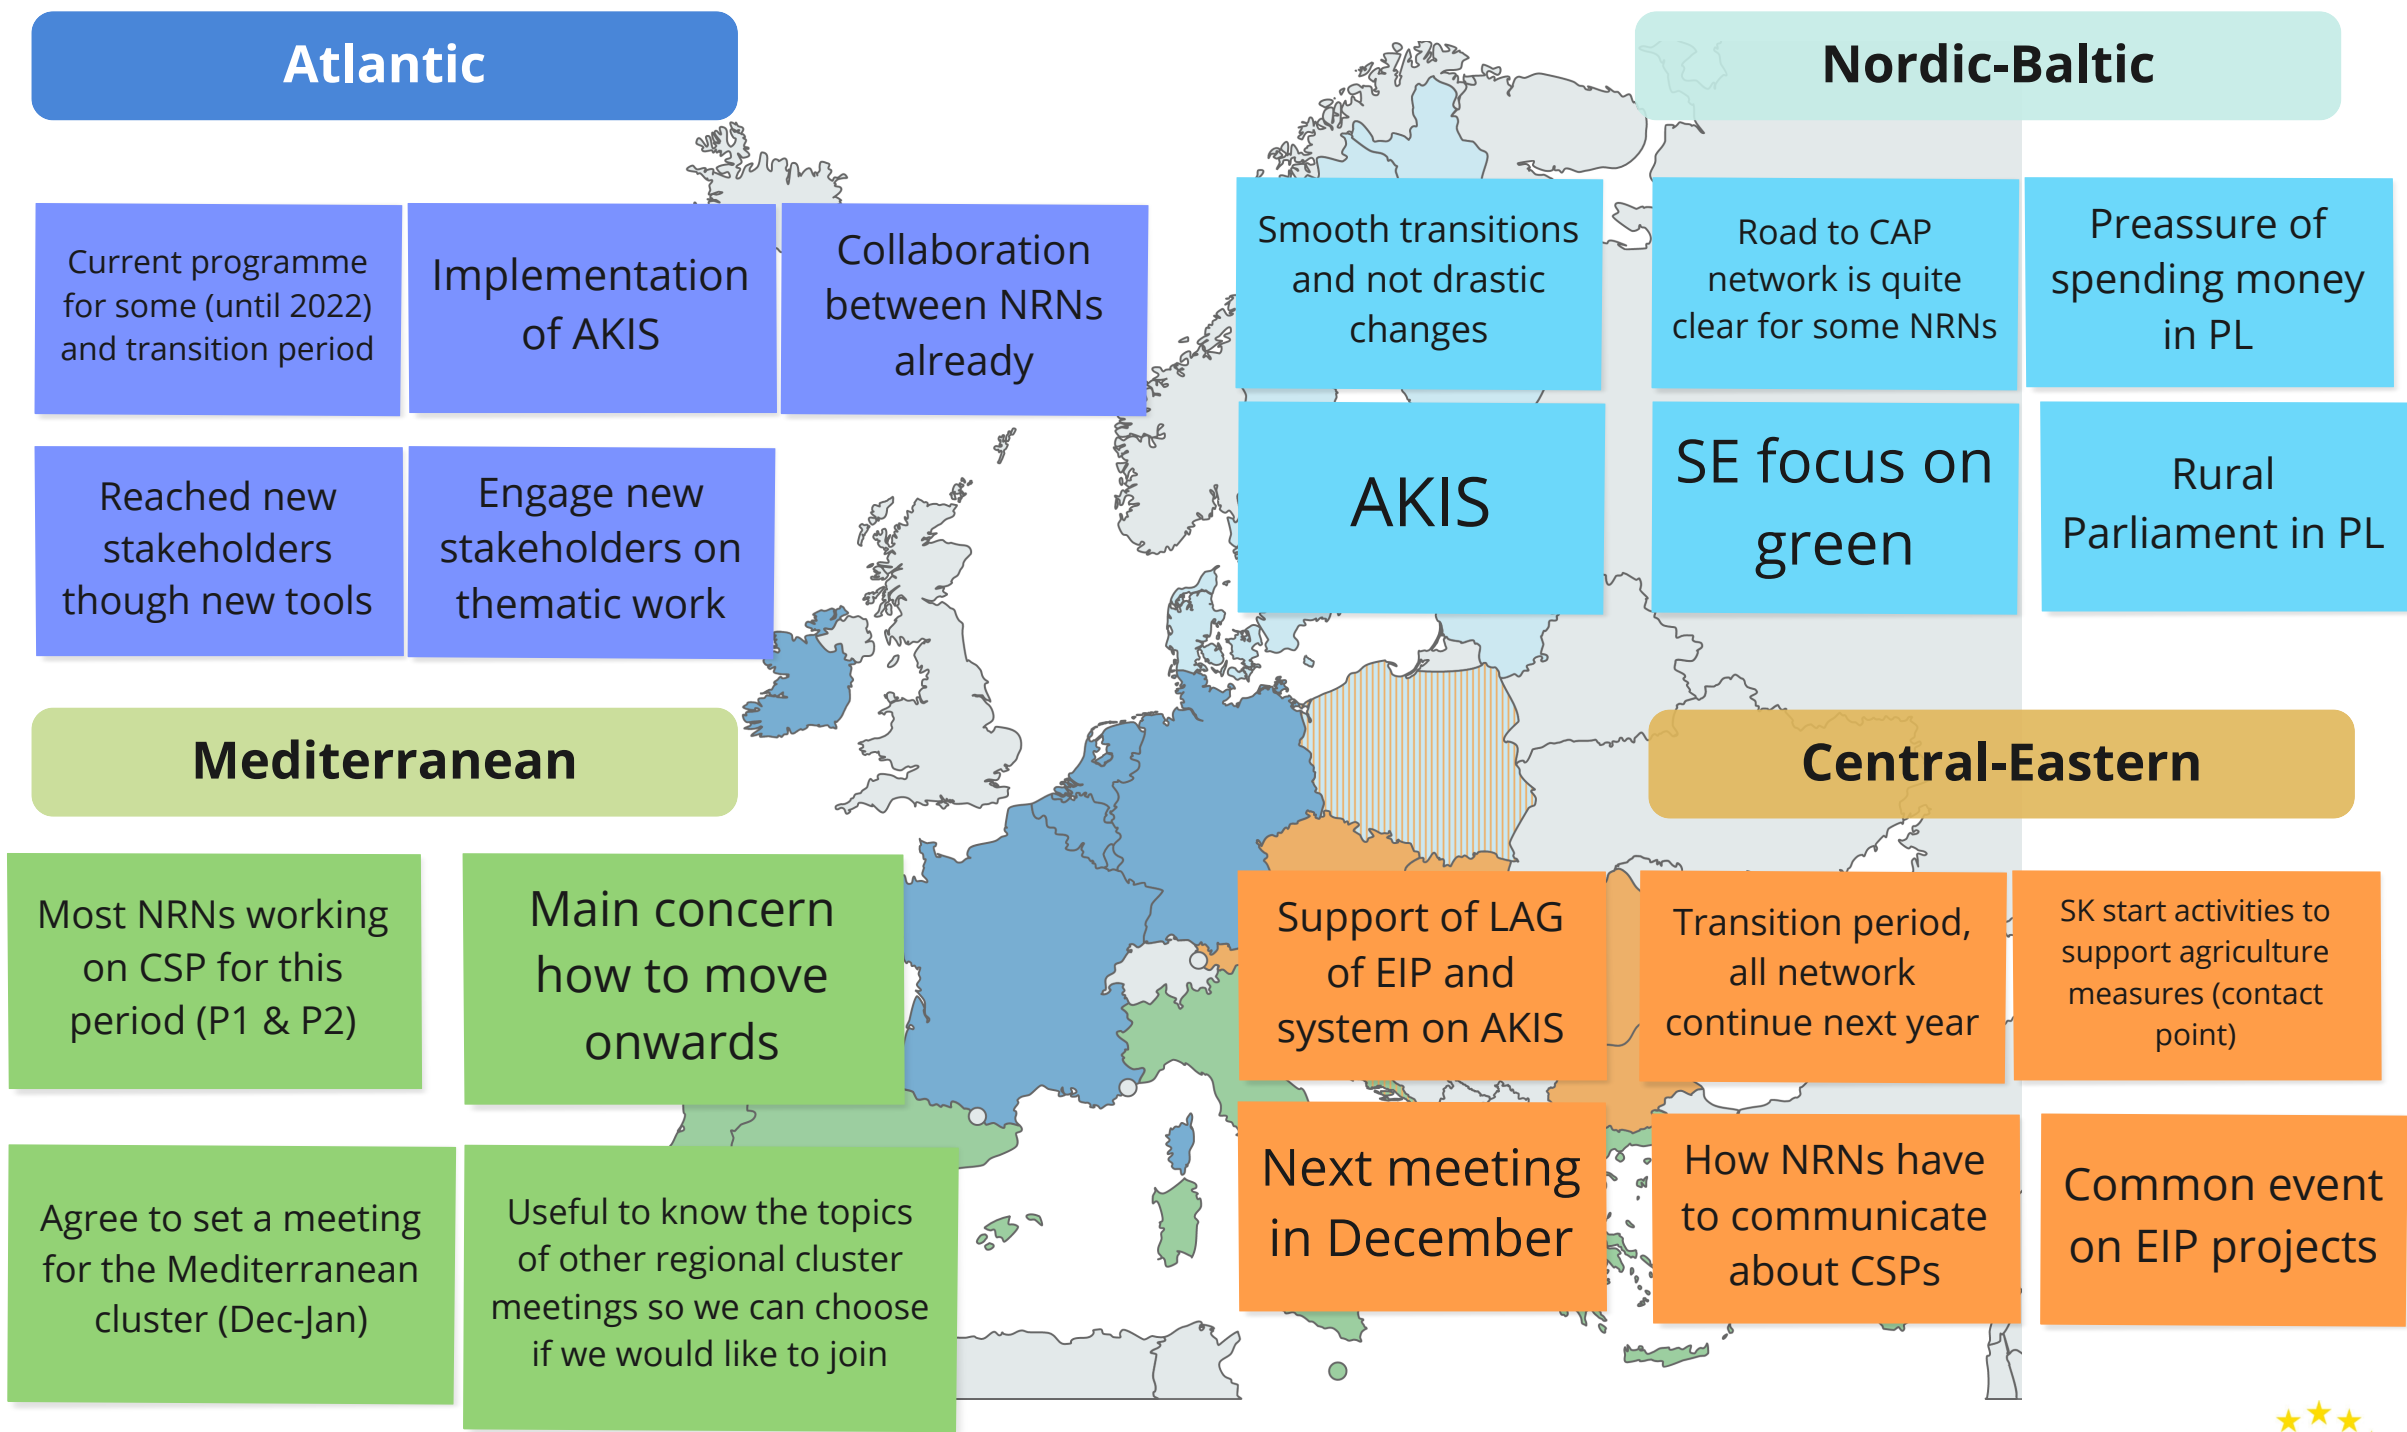 Atlantic
Current programme
for some (until 2022)
and transition period
Implementation
of AKIS
Collaboration
between NRNs
already
Reached new
stakeholders
though new tools
Engage new
stakeholders on
thematic work
Nordic-Baltic
Smooth transitions
and not drastic
changes
Road to CAP
network is quite
clear for some NRNs
Preassure of
spending money
in PL
AKIS
SE focus on
green
Rural
Parliament in PL
Mediterranean
Most NRNs working
on CSP for this
period (P1 & P2)
Main concern
how to move
onwards
Agree to set a meeting
for the Mediterranean
cluster (Dec-Jan)
Useful to know the topics
of other regional cluster
meetings so we can choose
if we would like to join
Central-Eastern
Support of LAG
of EIP and
system on AKIS
Transition period,
all network
continue next year
SK start activities to
support agriculture
measures (contact
point)
Next meeting
in December
How NRNs have
to communicate
about CSPs
Common event
on EIP projects